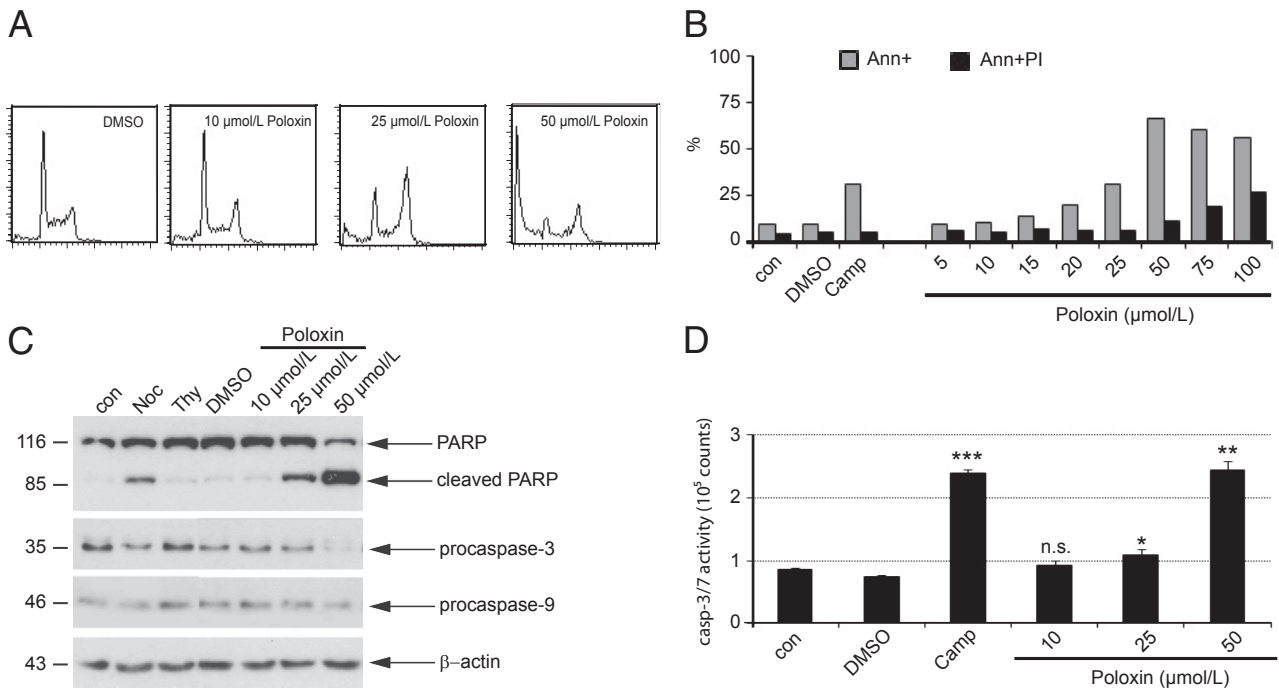 A
DMSO
10 µmol/L Poloxin
25 µmol/L Poloxin
50 µmol/L Poloxin
B
Ann+
Ann+PI
100
75
50
25
0
%
con
DMSO
Camp
5
10
15
20
25
50
75
100
Poloxin (µmol/L)
C
Poloxin
con
Noc
Thy
DMSO
10 µmol/L
25 µmol/L
50 µmol/L
116
PARP
85
cleaved PARP
35
procaspase-3
46
procaspase-9
43
β–actin
D
casp-3/7 activity (10⁵ counts)
3
2
1
0
***
n.s.
*
**
con
DMSO
Camp
10
25
50
Poloxin (µmol/L)